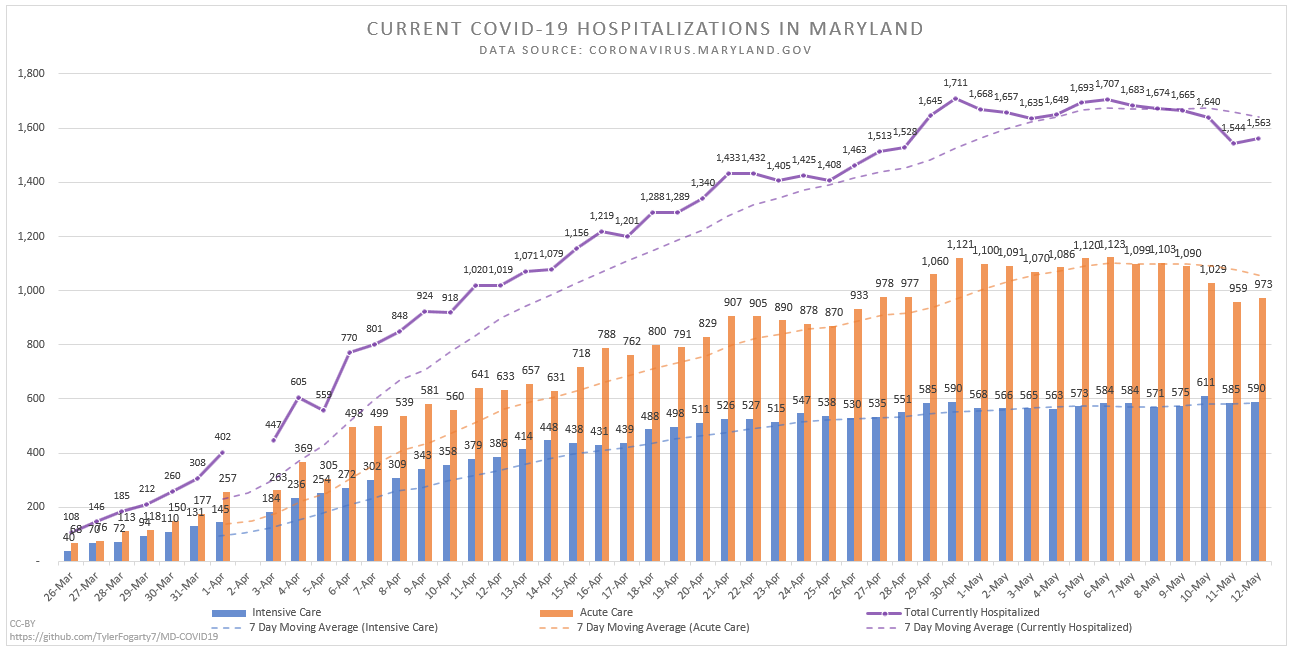 CURRENT COVID-19 HOSPITALIZATIONS IN MARYLAND
DATA SOURCE: CORONAVIRUS.MARYLAND.GOV
1,800
1,600
1,400
1,200
1,000
800
600
400
200
-
108 146 185 212 260 308 402 447 605 559 770 801 848 924 918 1,020 1,019 1,071 1,079 1,156 1,219 1,201 1,288 1,289 1,340 1,433 1,432 1,405 1,425 1,408 1,463 1,513 1,528 1,645 1,711 1,668 1,657 1,635 1,649 1,693 1,707 1,683 1,674 1,665 1,640 1,544 1,563
68 76 113 118 150 177 257 263 369 305 498 499 539 581 560 641 633 657 631 718 788 762 800 791 829 907 905 890 878 870 933 978 977 1,060 1,121 1,100 1,091 1,070 1,086 1,120 1,123 1,099 1,103 1,090 1,029 959 973
40 70 72 94 110 131 145 184 236 254 272 302 309 343 358 379 386 414 448 438 431 439 488 498 511 526 527 515 547 538 530 535 551 585 590 568 566 565 563 573 584 584 571 575 611 585 590
26-Mar 27-Mar 28-Mar 29-Mar 30-Mar 31-Mar 1-Apr 2-Apr 3-Apr 4-Apr 5-Apr 6-Apr 7-Apr 8-Apr 9-Apr 10-Apr 11-Apr 12-Apr 13-Apr 14-Apr 15-Apr 16-Apr 17-Apr 18-Apr 19-Apr 20-Apr 21-Apr 22-Apr 23-Apr 24-Apr 25-Apr 26-Apr 27-Apr 28-Apr 29-Apr 30-Apr 1-May 2-May 3-May 4-May 5-May 6-May 7-May 8-May 9-May 10-May 11-May 12-May
Intensive Care Acute Care Total Currently Hospitalized
7 Day Moving Average (Intensive Care) 7 Day Moving Average (Acute Care) 7 Day Moving Average (Currently Hospitalized)
CC-BY
https://github.com/TylerFogarty7/MD-COVID19